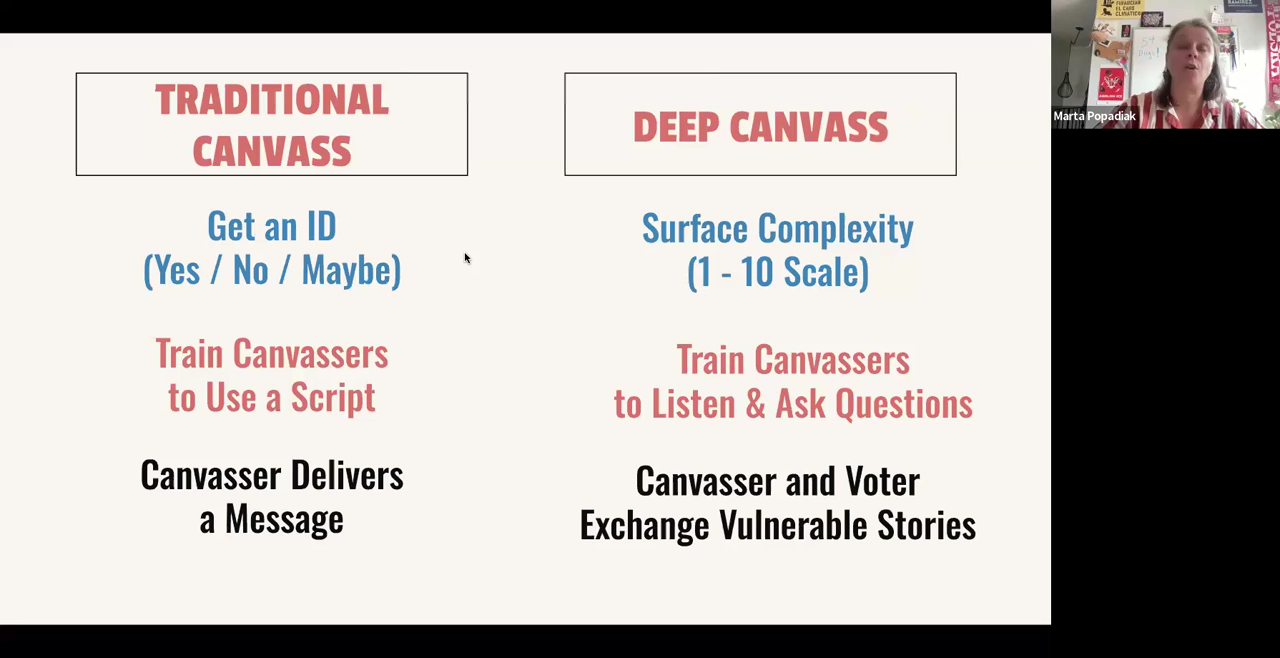 TRADITIONAL
CANVASS
Get an ID
(Yes / No / Maybe)
Train Canvassers
to Use a Script
Canvasser Delivers
a Message
DEEP CANVASS
Surface Complexity
(1 - 10 Scale)
Train Canvassers
to Listen & Ask Questions
Canvasser and Voter
Exchange Vulnerable Stories
Marta Popadiak